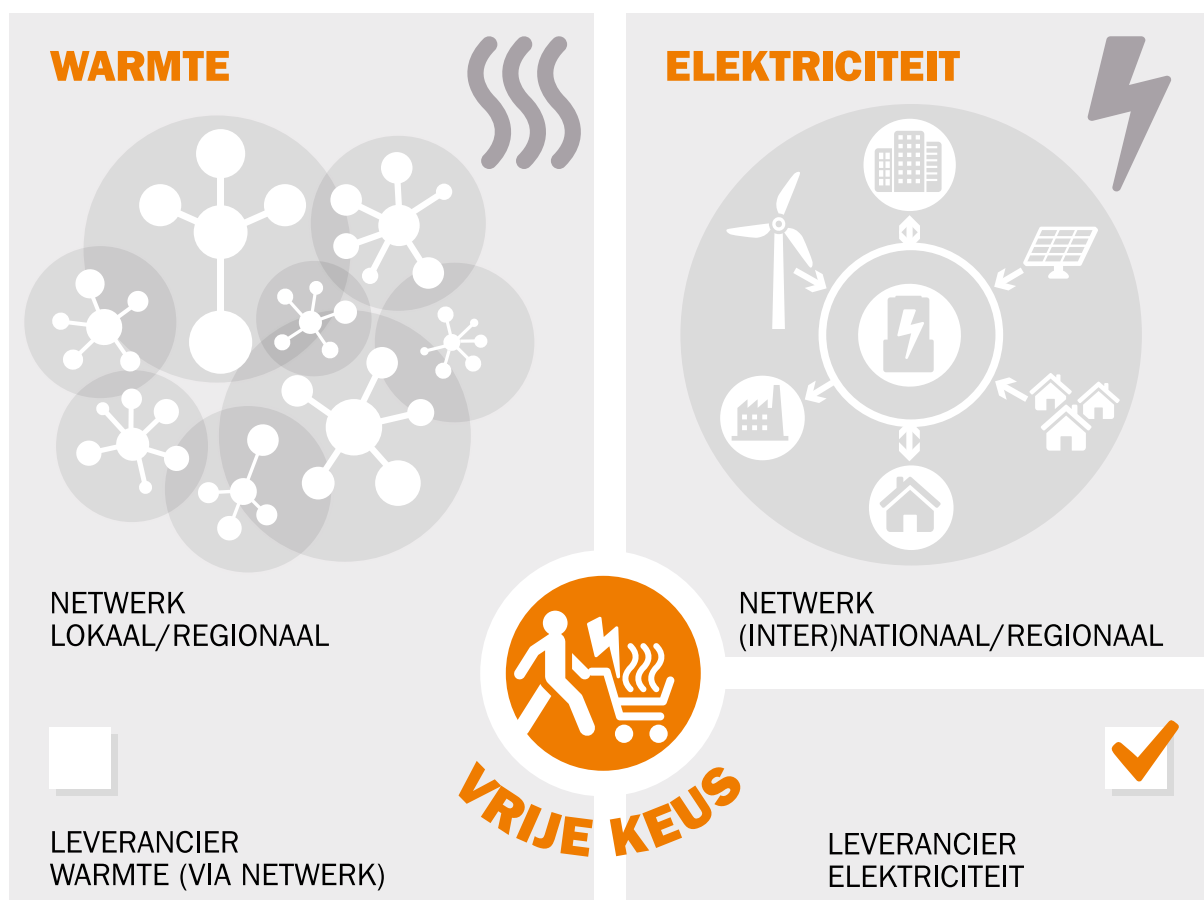 WARMTE
ELEKTRICITEIT
NETWERK
LOKAAL/REGIONAAL
NETWERK
(INTER)NATIONAAL/REGIONAAL
VRIJE KEUS
LEVERANCIER
WARMTE (VIA NETWERK)
LEVERANCIER
ELEKTRICITEIT